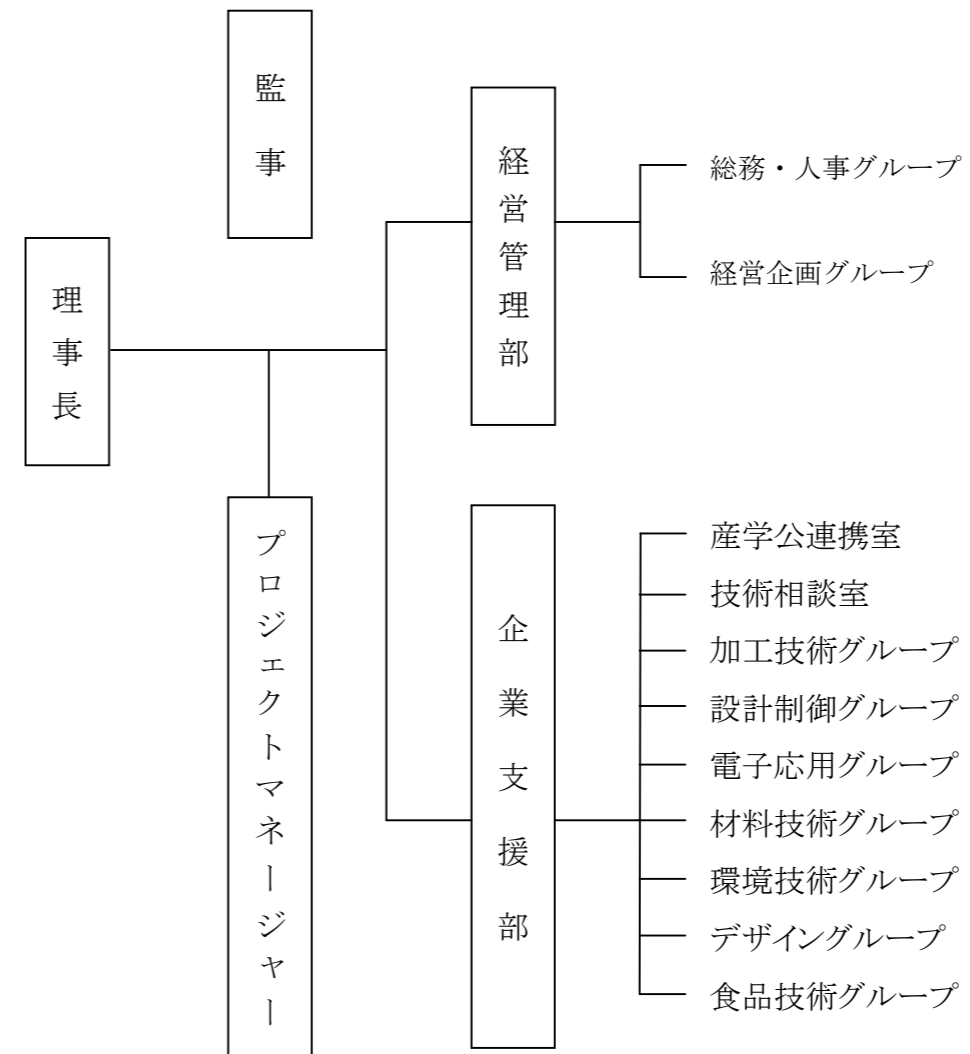 監事
理事長
プロジェクトマネージャー
経営管理部
総務・人事グループ
経営企画グループ
企業支援部
産学公連携室
技術相談室
加工技術グループ
設計制御グループ
電子応用グループ
材料技術グループ
環境技術グループ
デザイングループ
食品技術グループ